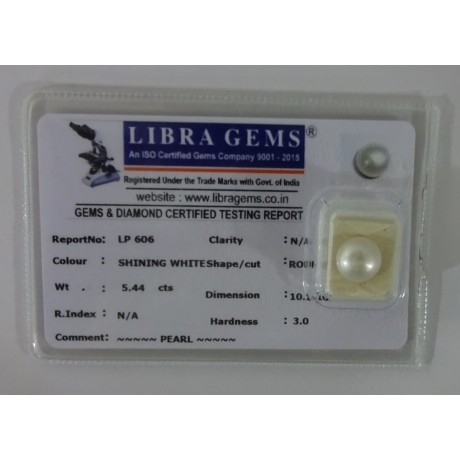 LIBRA GEMS®
An ISO Certified Gems Company 9001 - 2015
Registered Under the Trade Mark with Govt. of India
website : www.libragems.co.in
GEMS & DIAMOND CERTIFIED TESTING REPORT
ReportNo: LP 606 Clarity : N/A
Colour : SHINING WHITE Shape/cut :
Wt . : 5.44 cts Dimension :
R.Index : N/A Hardness : 3.0
Comment: ~~~~~ PEARL ~~~~~